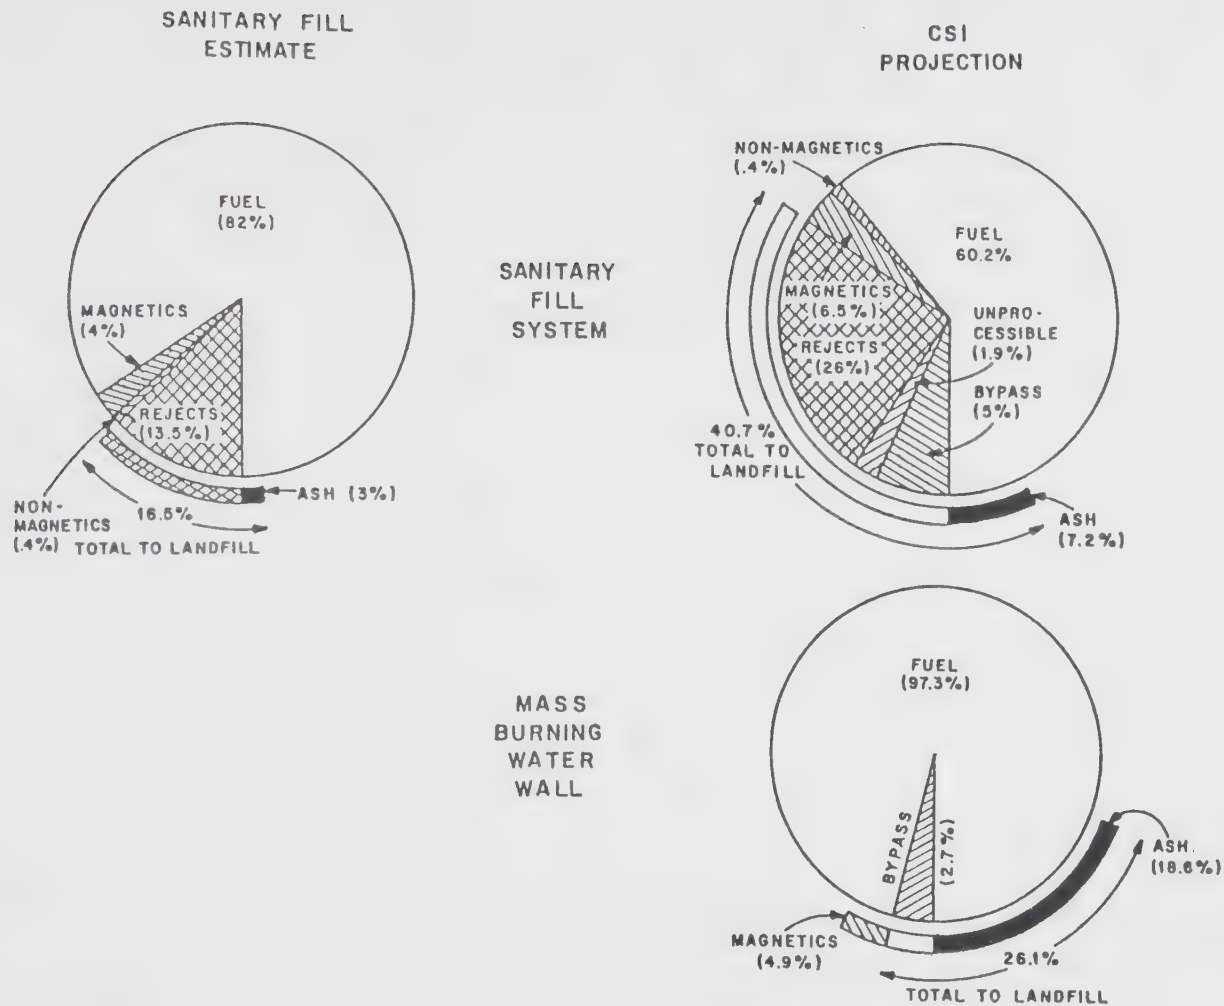 SANITARY FILL
ESTIMATE
CSI
PROJECTION
FUEL
(82%)
MAGNETICS
(4%)
REJECTS
(13.5%)
NON-
MAGNETICS
(.4%)
16.5%
TOTAL TO LANDFILL
ASH (3%)
SANITARY
FILL
SYSTEM
NON-MAGNETICS
(.4%)
FUEL
60.2%
MAGNETICS
(6.5%)
REJECTS
(26%)
UNPRO-
CESSIBLE
(1.9%)
BYPASS
(5%)
40.7%
TOTAL TO
LANDFILL
ASH
(7.2%)
MASS
BURNING
WATER
WALL
FUEL
(97.3%)
BYPASS
(2.7%)
ASH.
(18.6%)
MAGNETICS
(4.9%)
26.1%
TOTAL TO LANDFILL